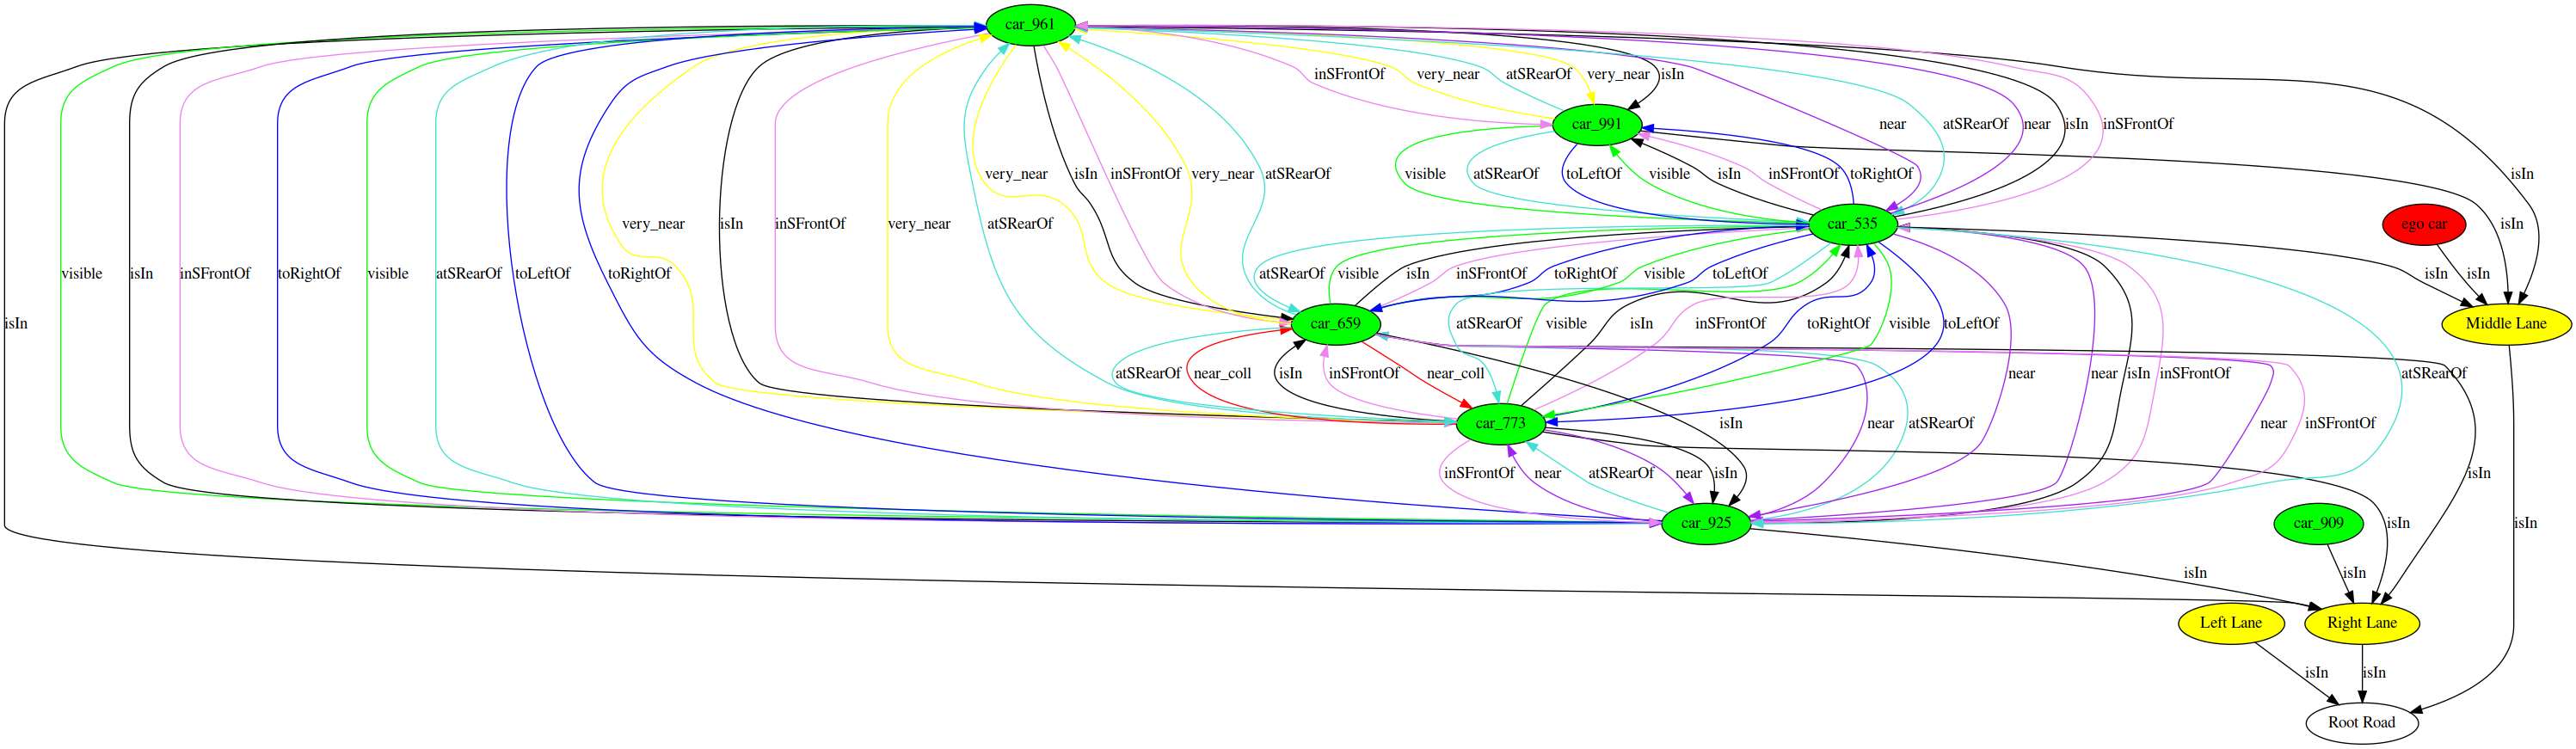 car_961
inSFrontOf very_near atSRearOf very_near isIn
car_991 near atSRearOf near isIn inSFrontOf
very_near isIn inSFrontOf very_near atSRearOf visible atSRearOf toLeftOf visible isIn inSFrontOf toRightOf isIn
very_near isIn inSFrontOf very_near atSRearOf car_535 ego car isIn
visible isIn inSFrontOf toRightOf visible atSRearOf toLeftOf toRightOf atSRearOf visible isIn inSFrontOf toRightOf visible toLeftOf isIn isIn
isIn car_659 atSRearOf visible isIn inSFrontOf toRightOf visible toLeftOf Middle Lane
atSRearOf near_coll isIn inSFrontOf near_coll near near isIn inSFrontOf atSRearOf
car_773 isIn near atSRearOf near inSFrontOf
inSFrontOf near atSRearOf near isIn isIn
car_925 car_909 isIn isIn
isIn isIn
Left Lane Right Lane
isIn isIn
Root Road